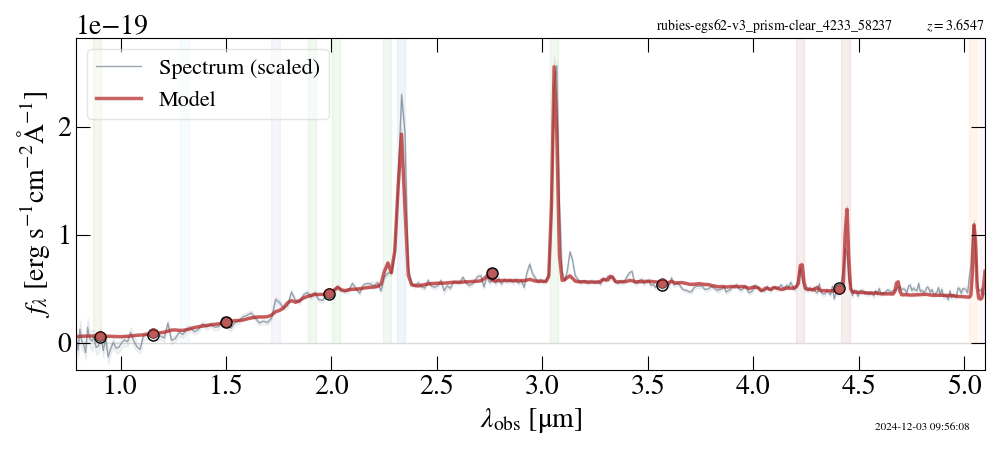 1e−19
rubies-egs62-v3_prism-clear_4233_58237 z = 3.6547
Spectrum (scaled)
Model
f_λ [erg s⁻¹cm⁻²Å⁻¹]
2
1
0
1.0 1.5 2.0 2.5 3.0 3.5 4.0 4.5 5.0
λ_obs [μm]
2024-12-03 09:56:08